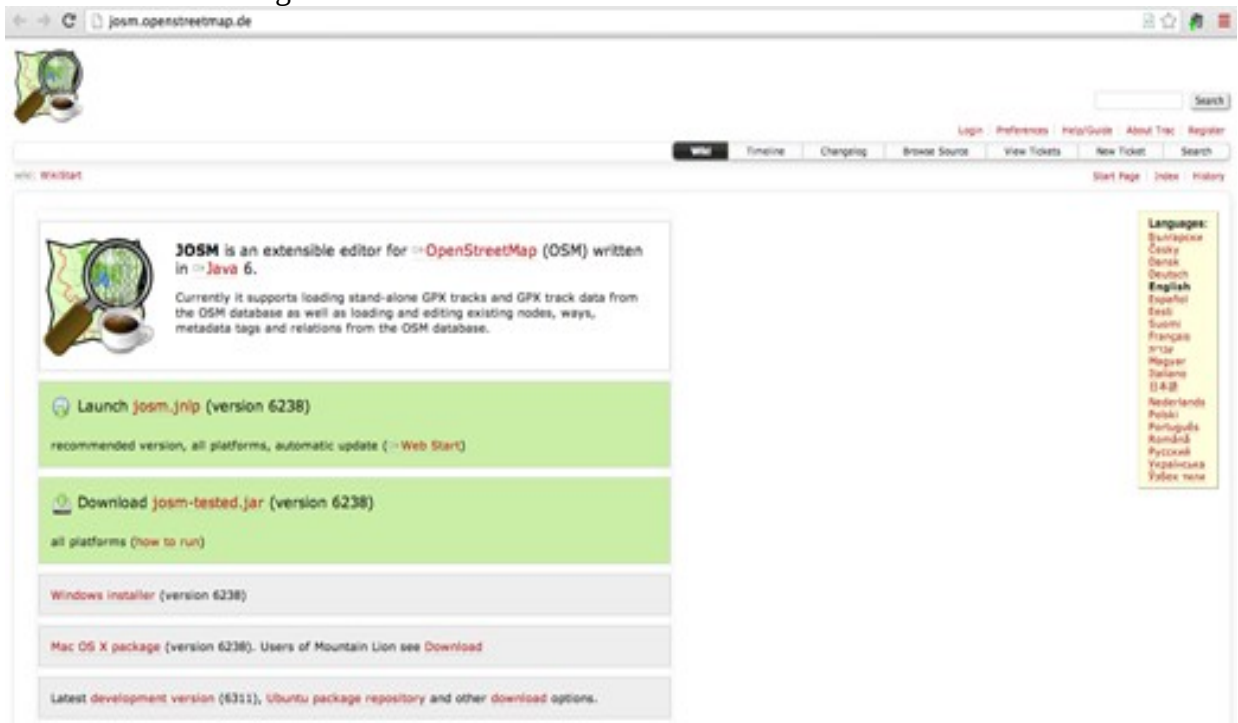 josm.openstreetmap.de
Search
Login Preferences Help/Guide About Trac Register
Wiki Timeline Changelog Browse Source View Tickets New Ticket Search
wiki: WikiStart
Start Page Index History
JOSM is an extensible editor for OpenStreetMap (OSM) written
in Java 6.
Currently it supports loading stand-alone GPX tracks and GPX track data from
the OSM database as well as loading and editing existing nodes, ways,
metadata tags and relations from the OSM database.
Launch josm.jnlp (version 6238)
recommended version, all platforms, automatic update (Web Start)
Download josm-tested.jar (version 6238)
all platforms (how to run)
Windows installer (version 6238)
Mac OS X package (version 6238). Users of Mountain Lion see Download
Latest development version (6311), Ubuntu package repository and other download options.
Languages:
Български
Česky
Dansk
Deutsch
English
Español
Eesti
Suomi
Français
עברית
Magyar
Italiano
日本語
Nederlands
Polski
Português
Română
Русский
Українська